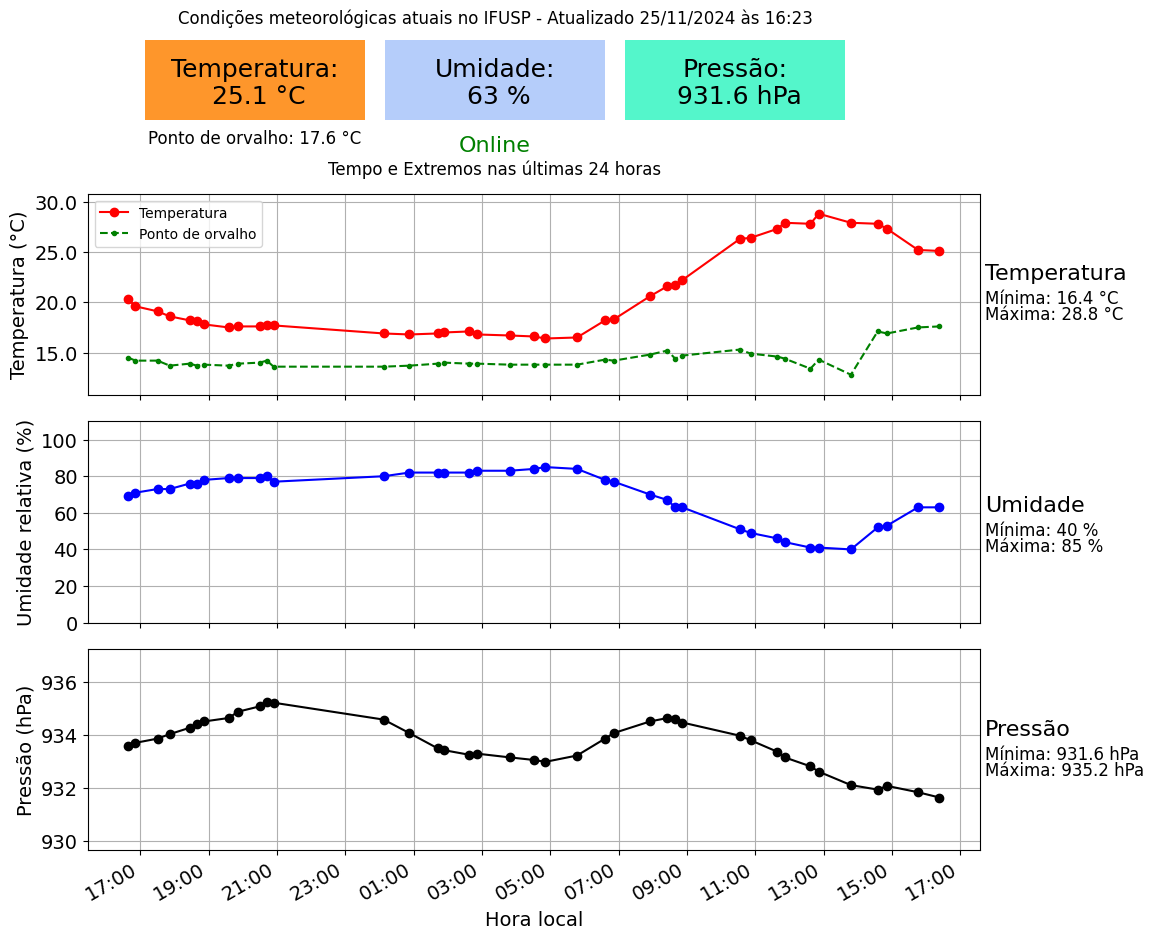 Condições meteorológicas atuais no IFUSP - Atualizado 25/11/2024 às 16:23
Temperatura:
25.1 °C
Umidade:
63 %
Pressão:
931.6 hPa
Ponto de orvalho: 17.6 °C
Online
Tempo e Extremos nas últimas 24 horas
Temperatura (°C)
30.0
25.0
20.0
15.0
Temperatura
Ponto de orvalho
Temperatura
Mínima: 16.4 °C
Máxima: 28.8 °C
Umidade relativa (%)
100
80
60
40
20
0
Umidade
Mínima: 40 %
Máxima: 85 %
Pressão (hPa)
936
934
932
930
Pressão
Mínima: 931.6 hPa
Máxima: 935.2 hPa
17:00 19:00 21:00 23:00 01:00 03:00 05:00 07:00 09:00 11:00 13:00 15:00 17:00
Hora local